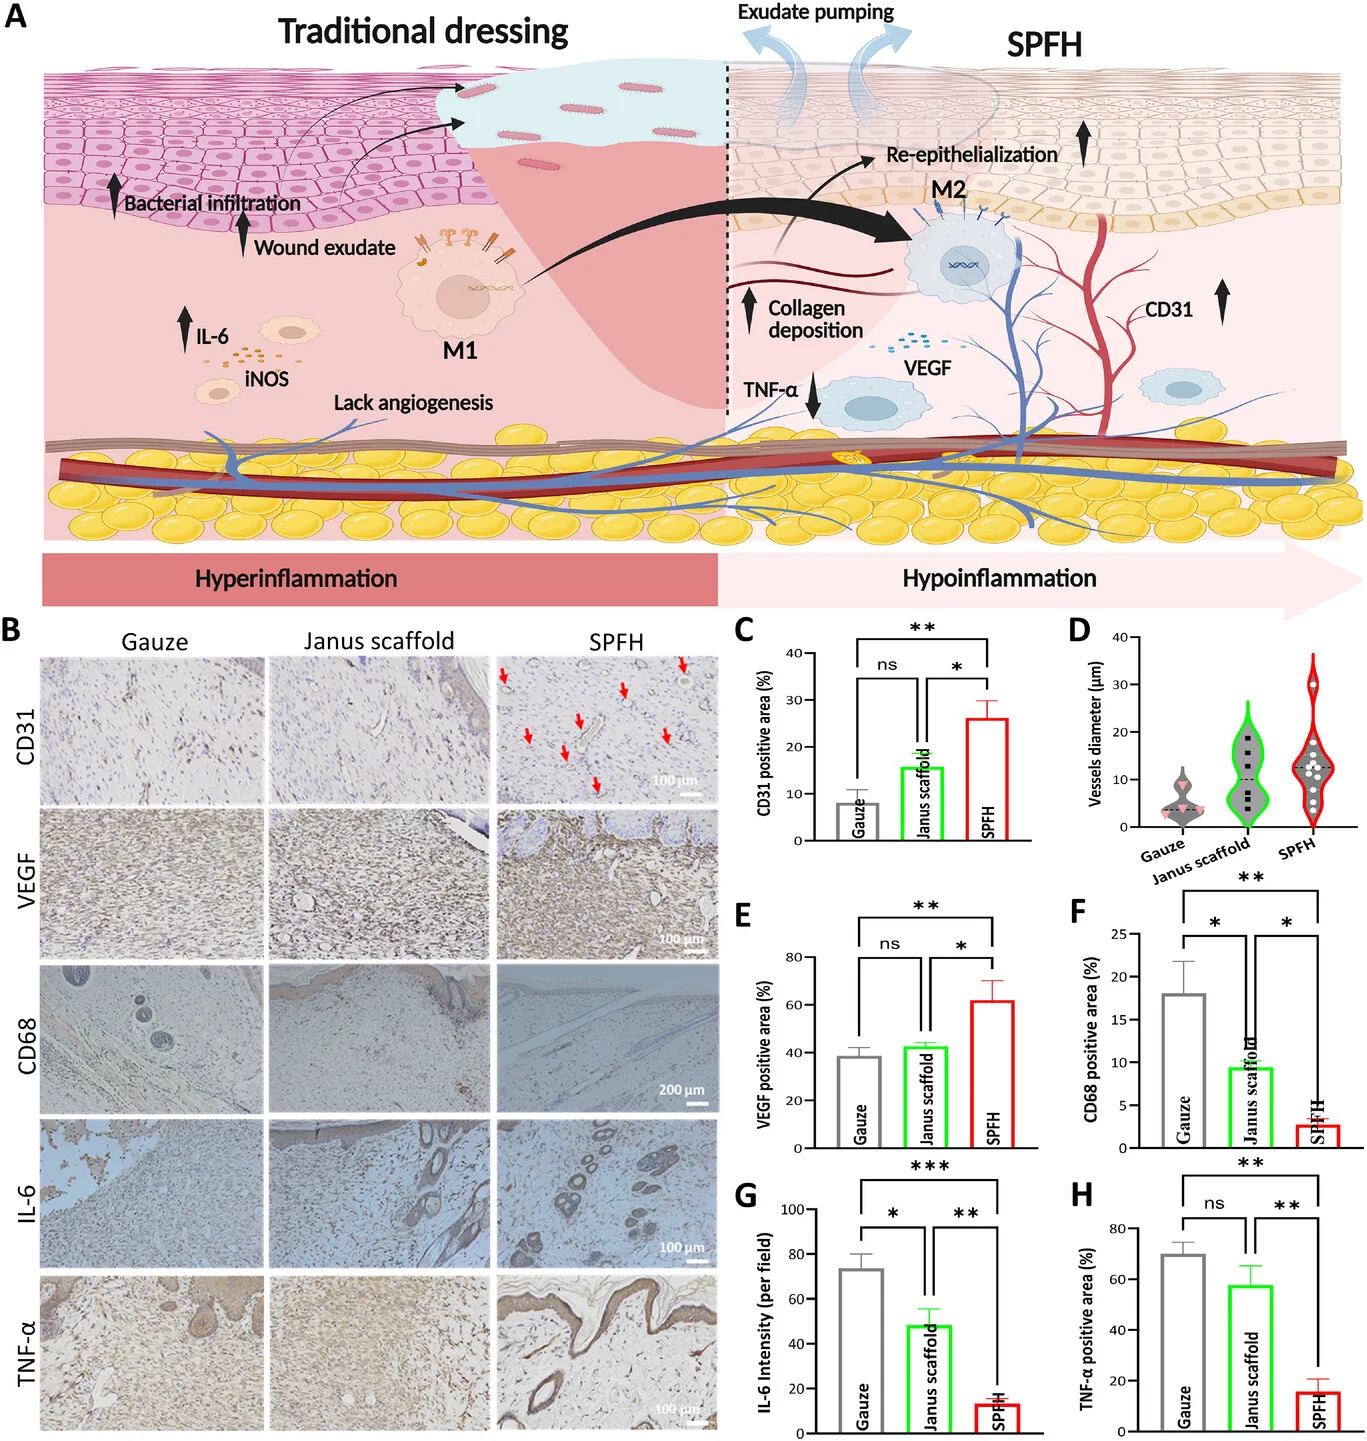 A
Traditional dressing
Exudate pumping
SPFH
Re-epithelialization
Bacterial infiltration
M2
Wound exudate
Collagen
deposition
CD31
IL-6
M1
VEGF
iNOS
TNF-α
Lack angiogenesis
Hyperinflammation
Hypoinflammation
B
Gauze
Janus scaffold
SPFH
CD31
100 μm
VEGF
100 μm
CD68
200 μm
IL-6
100 μm
TNF-α
100 μm
C
**
ns
*
40
30
20
10
0
CD31 positive area (%)
Gauze
Janus scaffold
SPFH
D
40
30
20
10
0
Vessels diameter (μm)
Gauze
Janus scaffold
SPFH
E
**
ns
*
80
60
40
20
0
VEGF positive area (%)
Gauze
Janus scaffold
SPFH
F
**
*
*
25
20
15
10
5
0
CD68 positive area (%)
Gauze
Janus scaffold
SPFH
G
***
*
**
100
80
60
40
20
0
IL-6 Intensity (per field)
Gauze
Janus scaffold
SPFH
H
**
ns
**
80
60
40
20
0
TNF-α positive area (%)
Gauze
Janus scaffold
SPFH